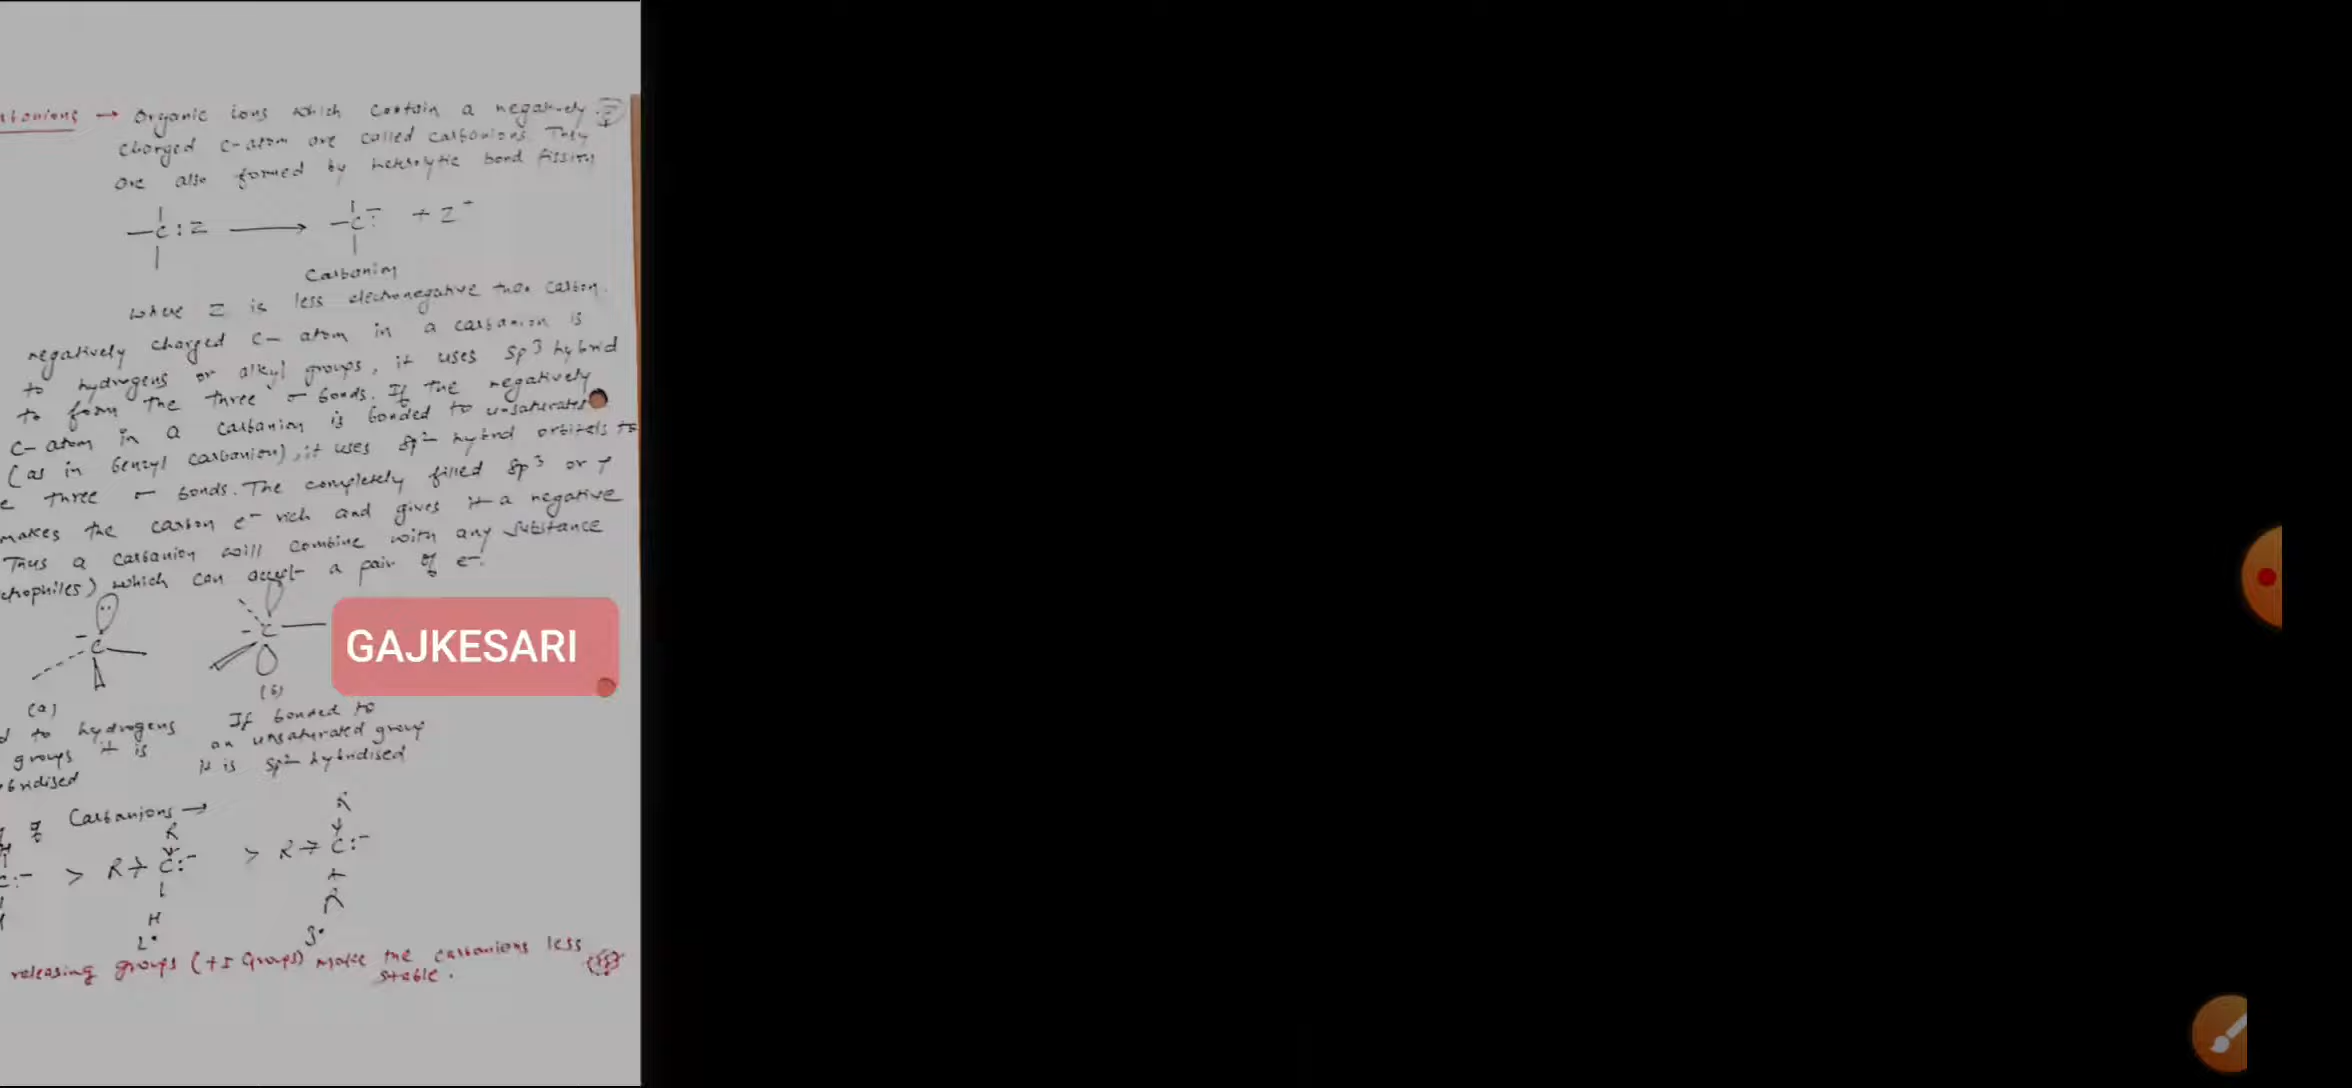 → Organic ions which contain a negatively
charged C-atom are called carbanions. They
are also formed by heterolytic bond fission
—C:Z → —C:⁻ + Z⁺
Carbanion
where Z is less electronegative than carbon.
negatively charged C- atom in a carbanion is
to hydrogens or alkyl groups, it uses sp³ hybrid
to form the three σ bonds. If the negatively
C-atom in a carbanion is bonded to unsaturated
(as in benzyl carbanion), it uses sp² hybrid orbitals to
three σ bonds. The completely filled sp³ or p
makes the carbon e⁻ rich and gives it a negative
Thus a carbanion will combine with any substance
which can accept a pair of e⁻.
- C
- C
GAJKESARI
(a)
(b)
to hydrogens
groups it is
If bonded to
an unsaturated group
it is sp² hybridised
Carbanions →
R
R
H
C:⁻ > R C:⁻ > R C:⁻
H
R
2°
3°
releasing groups (+I Groups) make the carbanions less
stable.